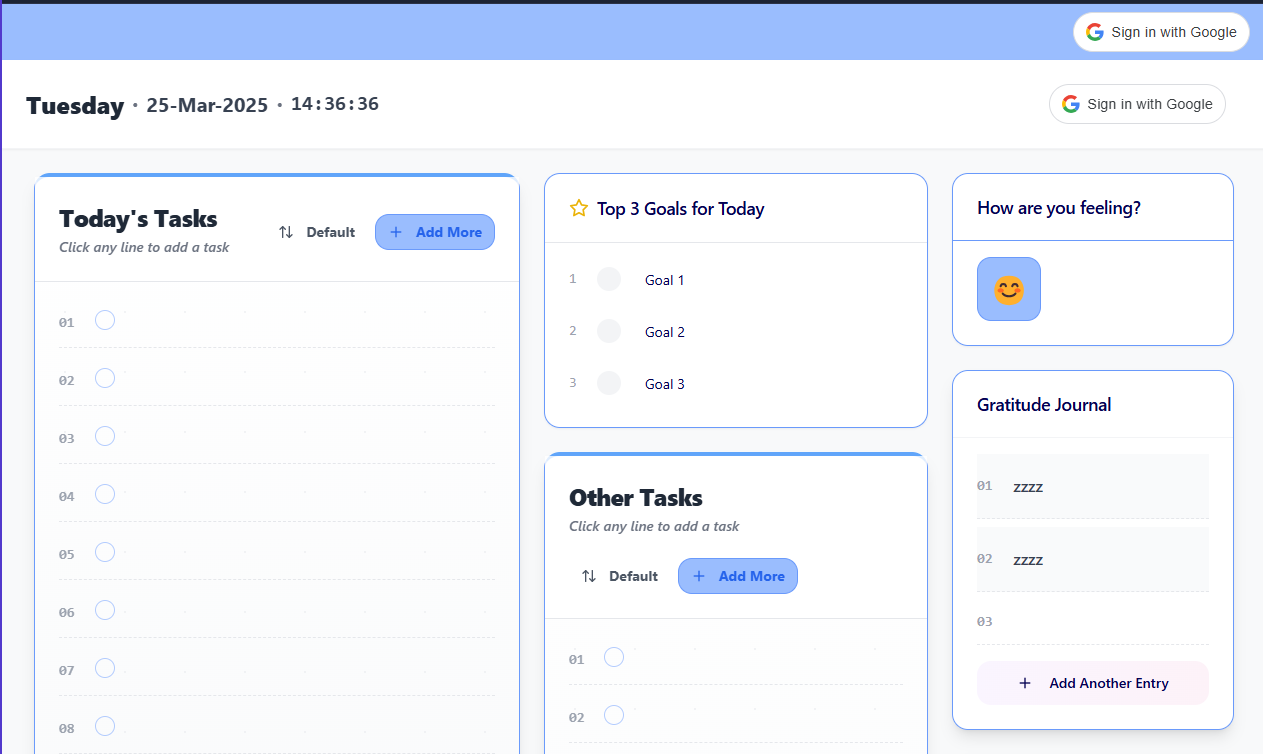 Sign in with Google
Tuesday · 25-Mar-2025 · 14:36:36
Sign in with Google
Today's Tasks
Click any line to add a task
Default
+ Add More
01
02
03
04
05
06
07
08
Top 3 Goals for Today
1 Goal 1
2 Goal 2
3 Goal 3
Other Tasks
Click any line to add a task
Default
+ Add More
01
02
How are you feeling?
Gratitude Journal
01 zzzz
02 zzzz
03
+ Add Another Entry